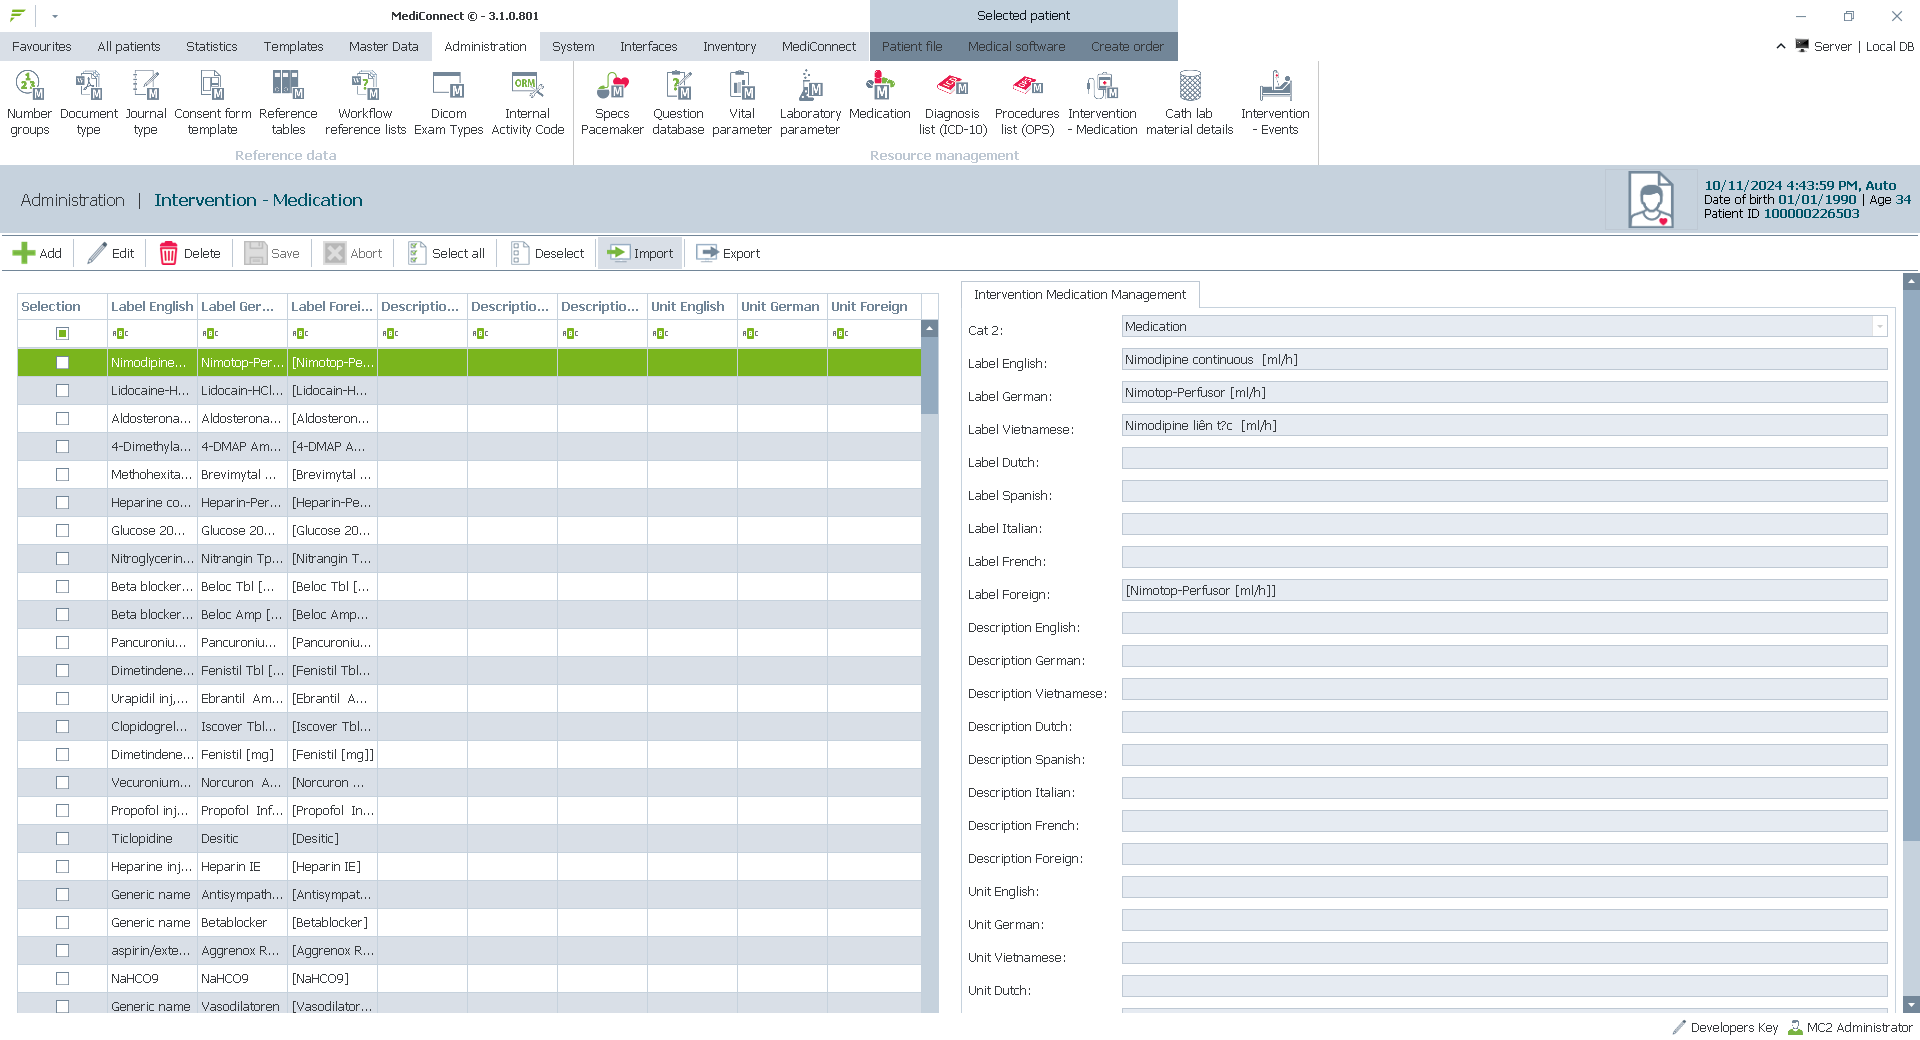 MediConnect © - 3.1.0.801
Selected patient
Favourites All patients Statistics Templates Master Data Administration System Interfaces Inventory MediConnect Patient file Medical software Create order Server | Local DB
Number groups
Document type
Journal type
Consent form template
Reference tables
Workflow reference lists
Dicom Exam Types
Internal Activity Code
Specs Pacemaker
Question database
Vital parameter
Laboratory parameter
Medication
Diagnosis list (ICD-10)
Procedures list (OPS)
Intervention - Medication
Cath lab material details
Intervention - Events
Reference data
Resource management
Administration | Intervention - Medication
10/11/2024 4:43:59 PM, Auto
Date of birth 01/01/1990 | Age 34
Patient ID 100000226503
Add Edit Delete Save Abort Select all Deselect Import Export
Selection Label English Label Ger... Label Forei... Descriptio... Descriptio... Descriptio... Unit English Unit German Unit Foreign
Nimodipine... Nimotop-Per... [Nimotop-Pe...
Lidocaine-H... Lidocain-HCl... [Lidocain-H...
Aldosterona... Aldosterona... [Aldosteron...
4-Dimethyla... 4-DMAP Am... [4-DMAP A...
Methohexita... Brevimytal ... [Brevimytal ...
Heparine co... Heparin-Per... [Heparin-Pe...
Glucose 20... Glucose 20... [Glucose 20...
Nitroglycerin... Nitrangin Tp... [Nitrangin T...
Beta blocker... Beloc Tbl [... [Beloc Tbl [...
Beta blocker... Beloc Amp [... [Beloc Amp...
Pancuroniu... Pancuroniu... [Pancuroniu...
Dimetindene... Fenistil Tbl [... [Fenistil Tbl...
Urapidil inj,... Ebrantil Am... [Ebrantil A...
Clopidogrel... Iscover Tbl... [Iscover Tbl...
Dimetindene... Fenistil [mg] [Fenistil [mg]]
Vecuronium... Norcuron A... [Norcuron ...
Propofol inj... Propofol Inf... [Propofol In...
Ticlopidine Desitic [Desitic]
Heparine inj... Heparin IE [Heparin IE]
Generic name Antisympath... [Antisympat...
Generic name Betablocker [Betablocker]
aspirin/exte... Aggrenox R... [Aggrenox R...
NaHCO9 NaHCO9 [NaHCO9]
Generic name Vasodilatoren [Vasodilator...
Intervention Medication Management
Cat 2: Medication
Label English: Nimodipine continuous [ml/h]
Label German: Nimotop-Perfusor [ml/h]
Label Vietnamese: Nimodipine liên t?c [ml/h]
Label Dutch:
Label Spanish:
Label Italian:
Label French:
Label Foreign: [Nimotop-Perfusor [ml/h]]
Description English:
Description German:
Description Vietnamese:
Description Dutch:
Description Spanish:
Description Italian:
Description French:
Description Foreign:
Unit English:
Unit German:
Unit Vietnamese:
Unit Dutch:
Developers Key MC2 Administrator